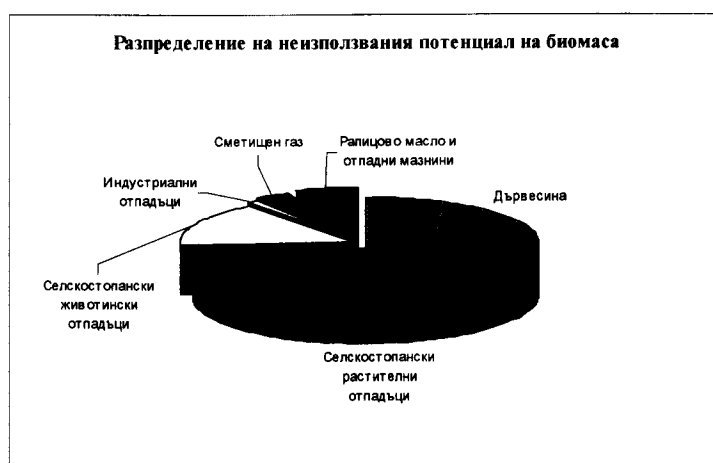 Разпределение на неизползвания потенциал на биомаса
Сметищен газ
Рапицово масло и
отпадни мазнини
Индустриални
отпадъци
Дървесина
Селскостопански
животински
отпадъци
Селскостопански
растителни
отпадъци